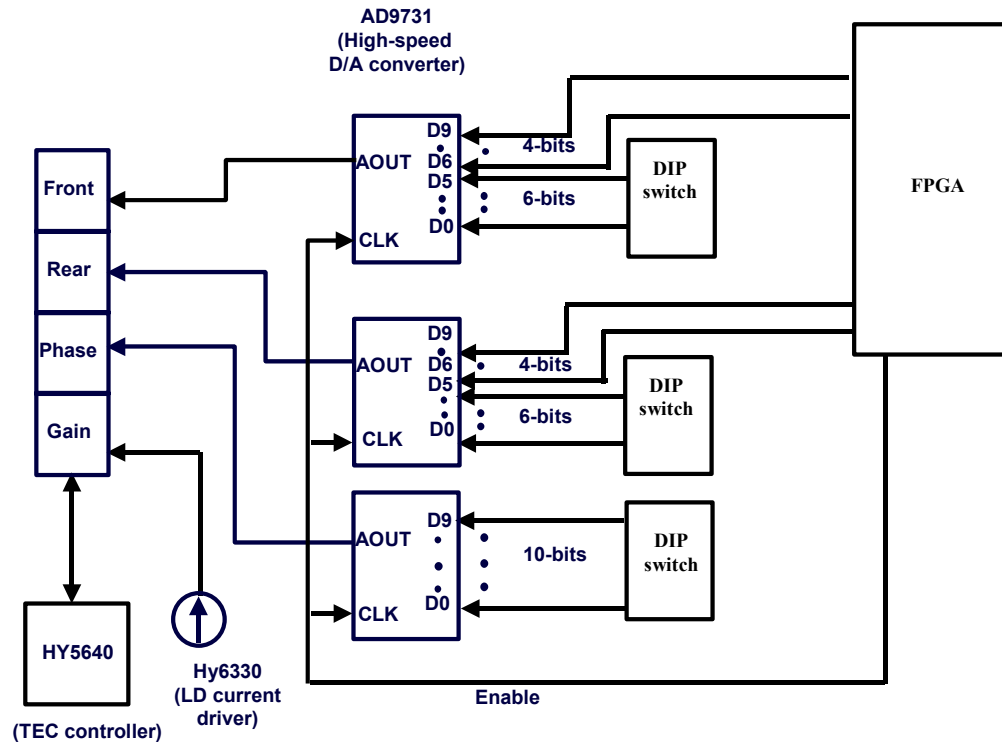 AD9731
(High-speed
D/A converter)
FPGA
D9
D6
D5
D0
AOUT
CLK
4-bits
6-bits
DIP
switch
Front
Rear
Phase
Gain
D9
D6
D5
D0
AOUT
CLK
4-bits
6-bits
DIP
switch
D9
D0
AOUT
CLK
10-bits
DIP
switch
HY5640
(TEC controller)
Hy6330
(LD current
driver)
Enable